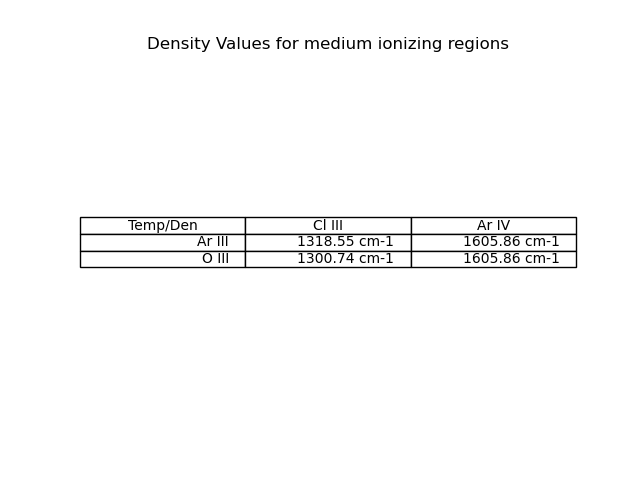 Density Values for medium ionizing regions
Temp/Den Cl III Ar IV
Ar III 1318.55 cm-1 1605.86 cm-1
O III 1300.74 cm-1 1605.86 cm-1